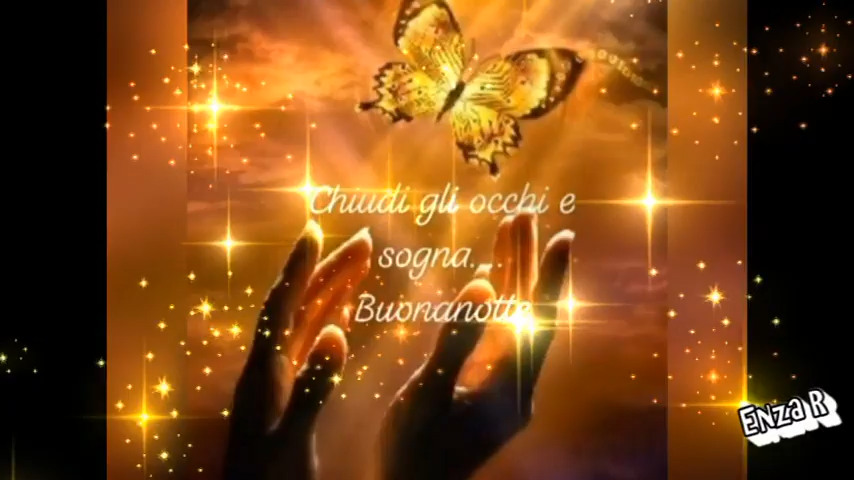 Chiudi gli occhi e
sogna....
Buonanotte
Enza R